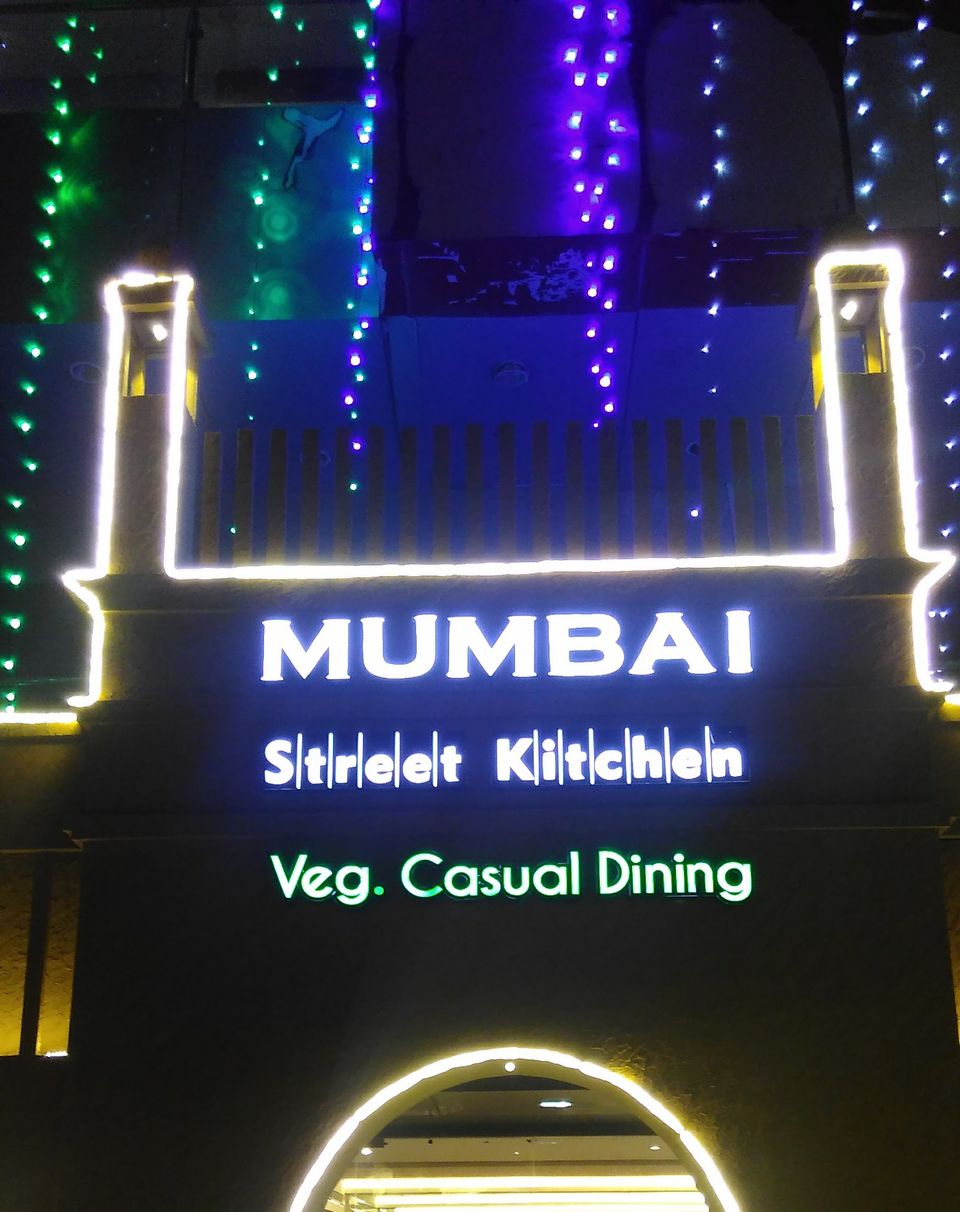 MUMBAI
Street Kitchen
Veg. Casual Dining